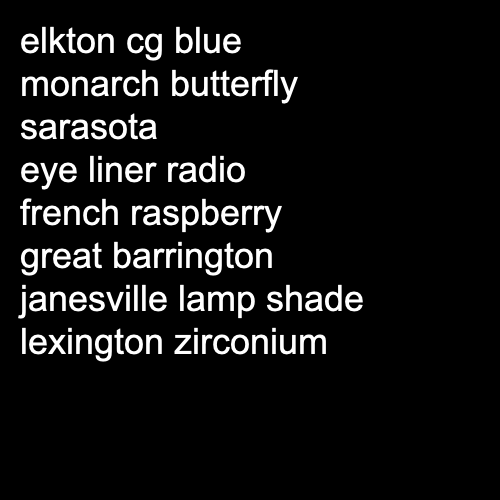 elkton cg blue
monarch butterfly
sarasota
eye liner radio
french raspberry
great barrington
janesville lamp shade
lexington zirconium